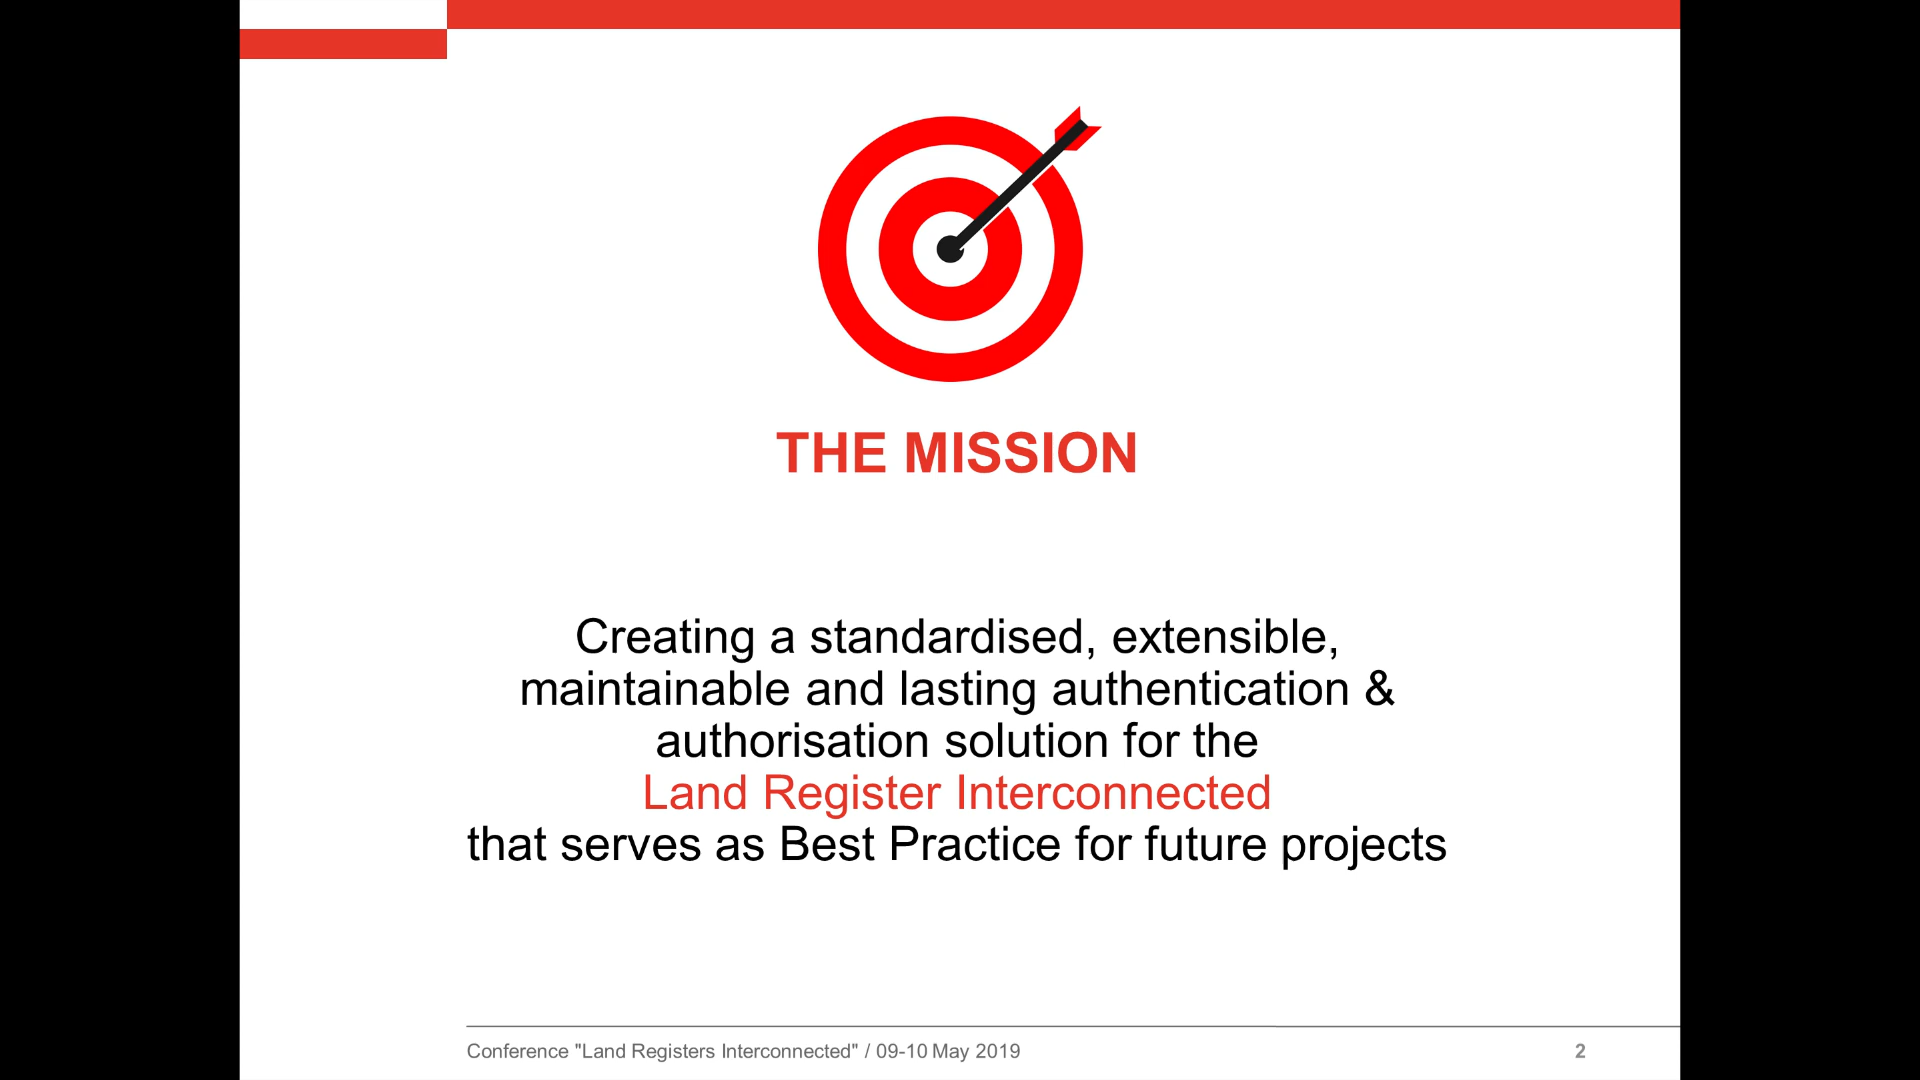 THE MISSION
Creating a standardised, extensible,
maintainable and lasting authentication &
authorisation solution for the
Land Register Interconnected
that serves as Best Practice for future projects
Conference "Land Registers Interconnected" / 09-10 May 2019
2